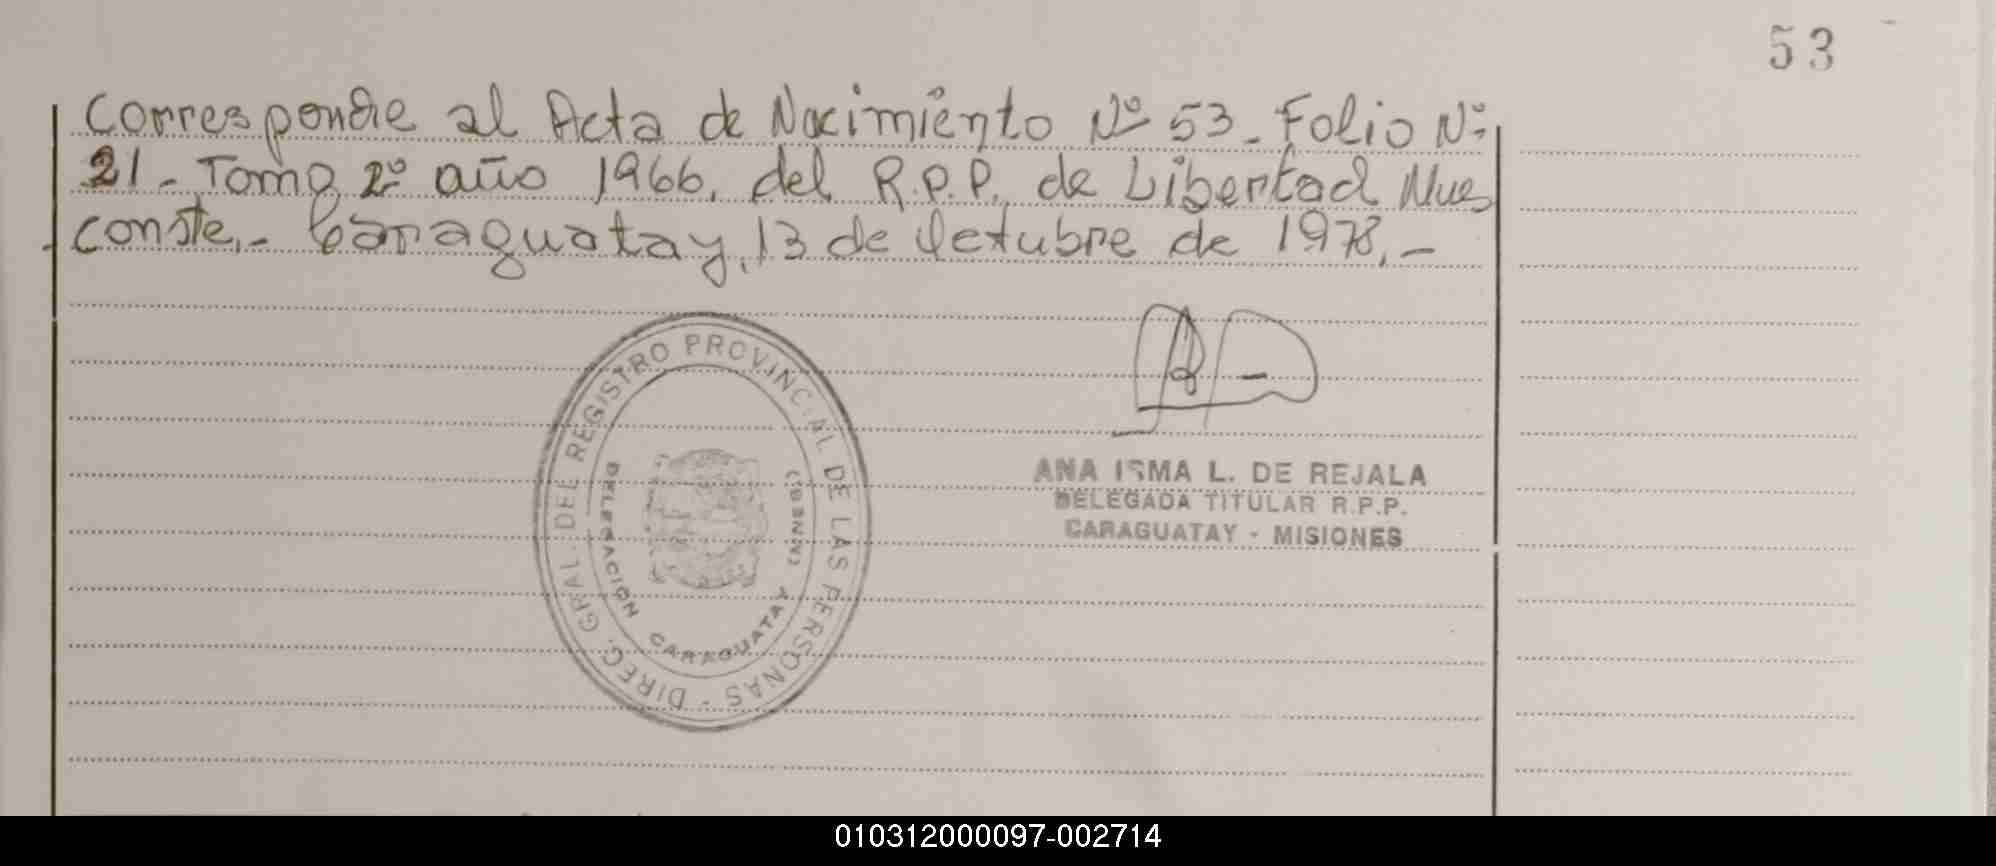 53
Corresponde al Acta de Nacimiento Nº 53 - Folio Nº
21 - Tomo 2º año 1966. del R.P.P. de Libertad Mnes
conste.- Caraguatay, 13 de Octubre de 1978.-
DIREC. GRAL. DEL REGISTRO PROVINCIAL DE LAS PERSONAS -
DELEGACION CARAGUATAY
ANA ISMA L. DE REJALA
DELEGADA TITULAR R.P.P.
CARAGUATAY - MISIONES
010312000097-002714